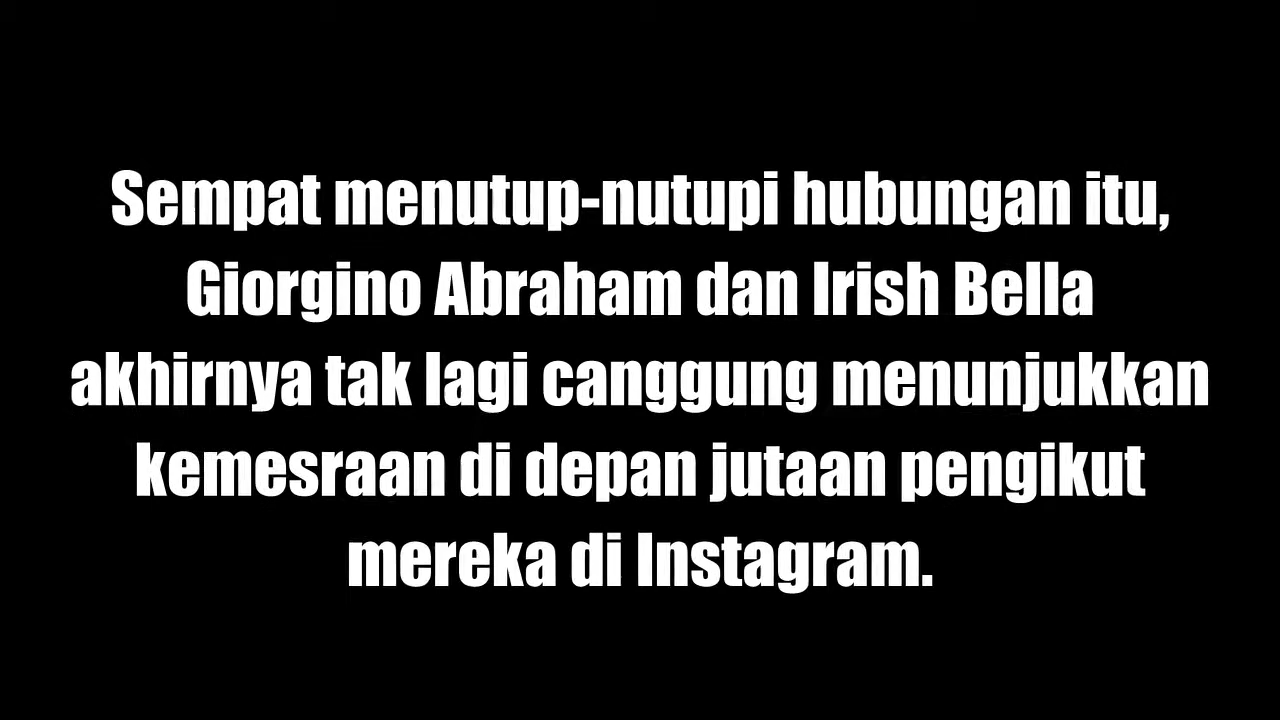 Sempat menutup-nutupi hubungan itu,
Giorgino Abraham dan Irish Bella
akhirnya tak lagi canggung menunjukkan
kemesraan di depan jutaan pengikut
mereka di Instagram.